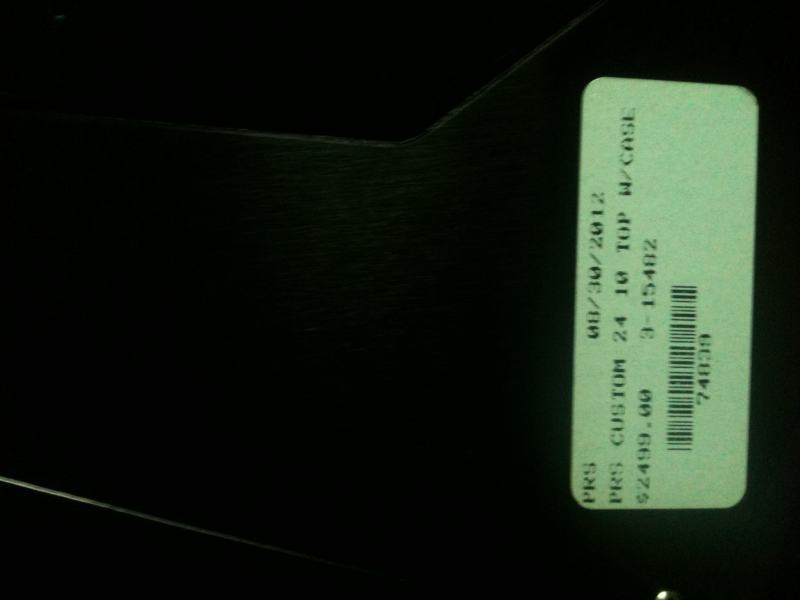 PRS 08/30/2012
PRS CUSTOM 24 10 TOP W/CASE
$2499.00 3-15482
74839